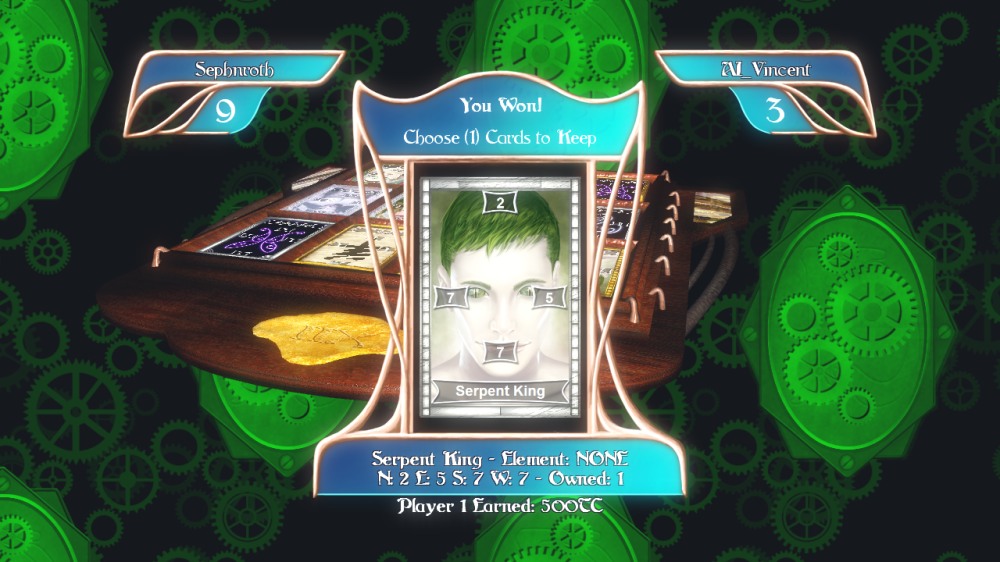 Sephnroth
AI_Vincent
9
3
You Won!
Choose (1) Cards to Keep
2
7
5
7
Serpent King
Serpent King - Element: NONE
N: 2 E: 5 S: 7 W: 7 - Owned: 1
Player 1 Earned: 500TC